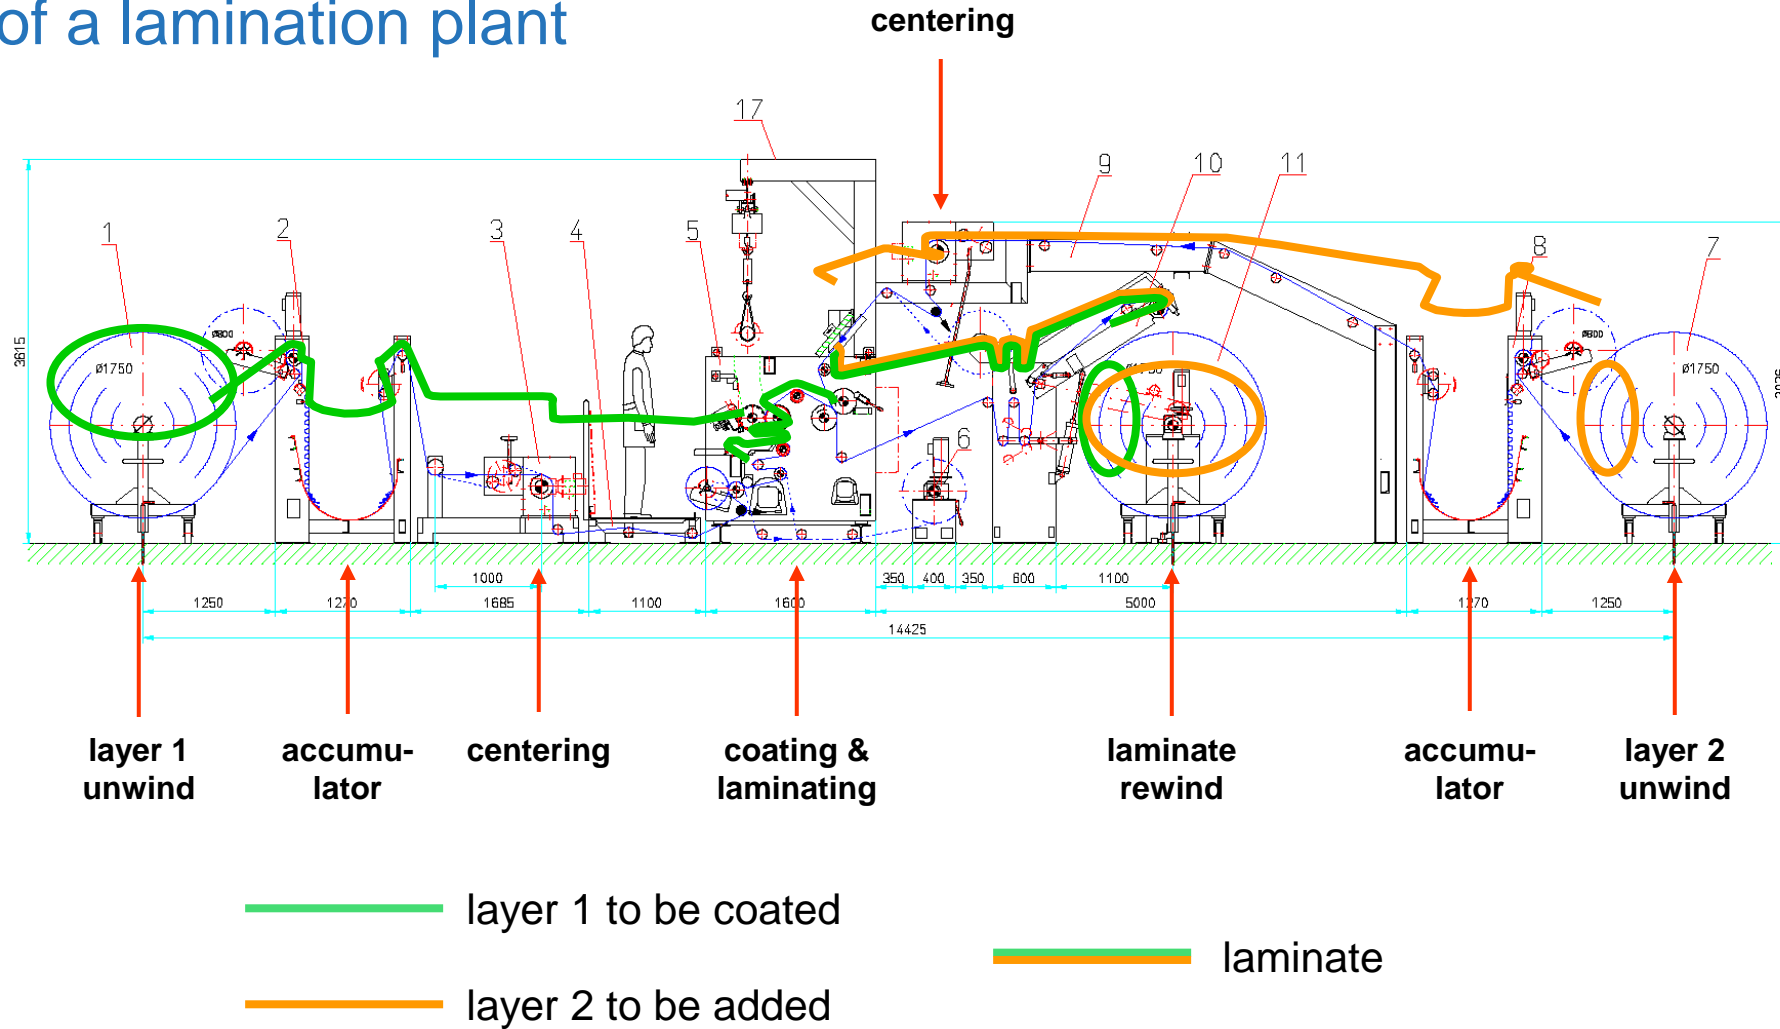 of a lamination plant
centering
17
9
10
11
1
2
3
4
5
8
7
3615
Ø800
Ø1750
Ø800
Ø1750
6
1000
350
400
350
600
1100
1250
1270
1685
1100
1600
5000
1270
1250
14425
layer 1
unwind
accumu-
lator
centering
coating &
laminating
laminate
rewind
accumu-
lator
layer 2
unwind
layer 1 to be coated
laminate
layer 2 to be added